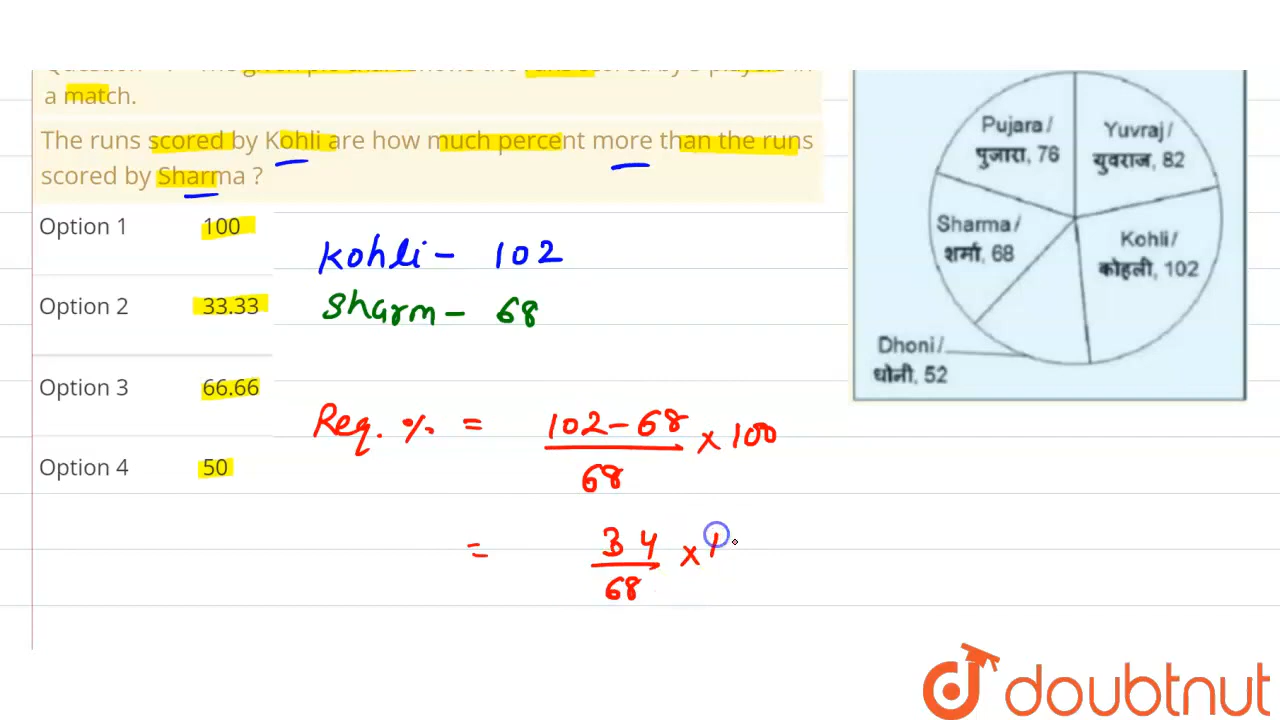 a match.
The runs scored by Kohli are how much percent more than the runs
scored by Sharma ?
Option 1 100
Option 2 33.33
Option 3 66.66
Option 4 50
Kohli - 102
Sharm - 68
Req. % = 102-68 × 100
68
= 34 × 1
68
Pujara/
पुजारा, 76
Yuvraj/
युवराज, 82
Sharma/
शर्मा, 68
Kohli/
कोहली, 102
Dhoni/
धोनी, 52
doubtnut